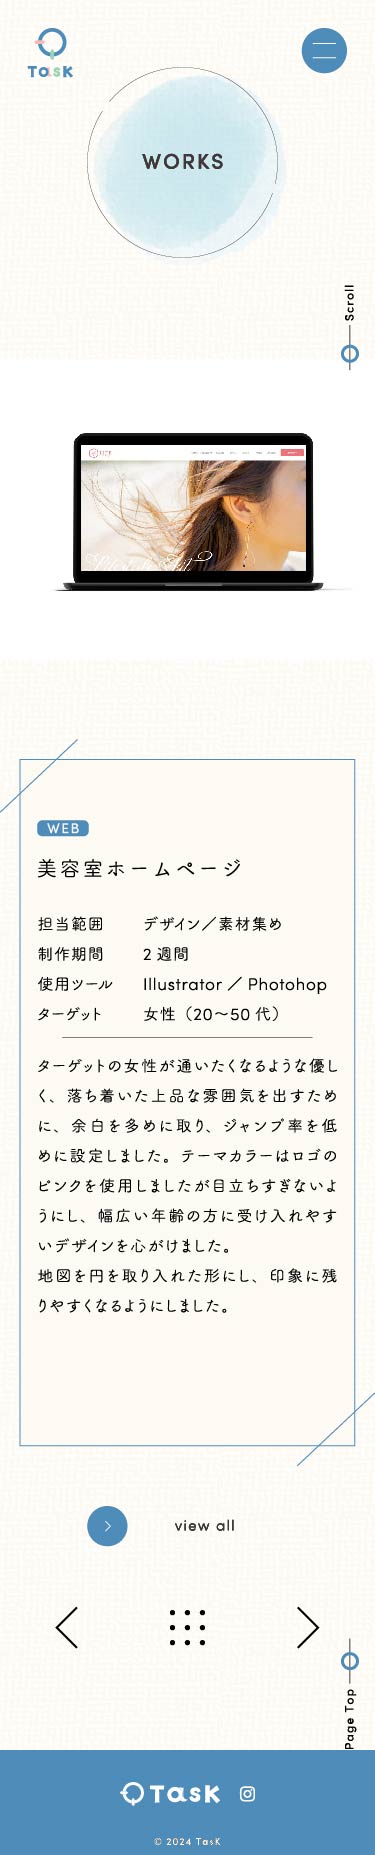 TasK
WORKS
Scroll
WEB
美容室ホームページ
担当範囲 デザイン／素材集め
制作期間 2 週間
使用ツール Illustrator ／ Photohop
ターゲット 女性（20〜50 代）
ターゲットの女性が通いたくなるような優し
く、落ち着いた上品な雰囲気を出すため
に、余白を多めに取り、ジャンプ率を低
めに設定しました。テーマカラーはロゴの
ピンクを使用しましたが目立ちすぎないよ
うにし、幅広い年齢の方に受け入れやす
いデザインを心がけました。
地図を円を取り入れた形にし、印象に残
りやすくなるようにしました。
view all
Page Top
TasK
© 2024 TasK